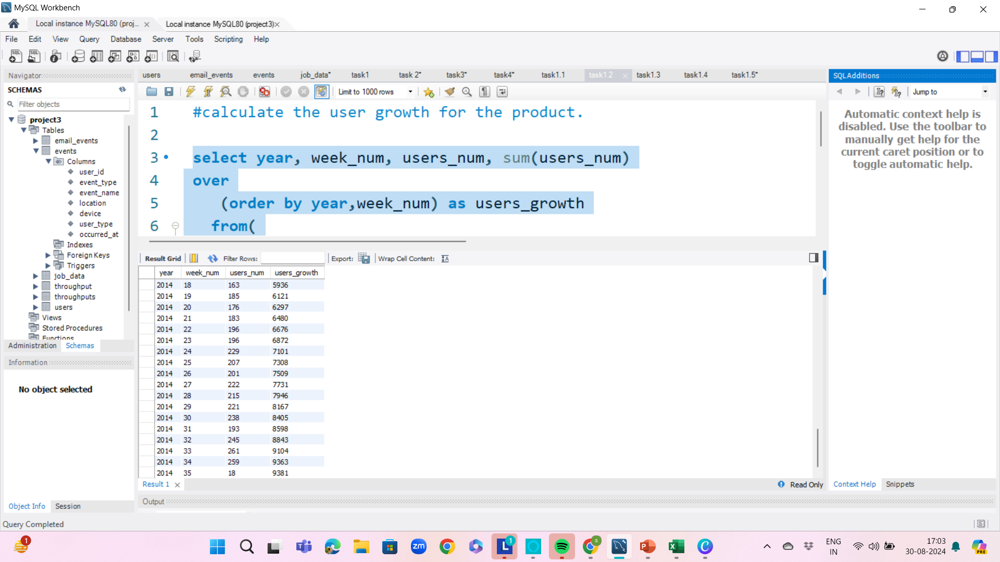 MySQL Workbench
Local instance MySQL80 (proj...
Local instance MySQL80 (project3)
File Edit View Query Database Server Tools Scripting Help
Navigator
SCHEMAS
Filter objects
project3
Tables
email_events
events
Columns
user_id
event_type
event_name
location
device
user_type
occurred_at
Indexes
Foreign Keys
Triggers
job_data
throughput
throughputs
users
Views
Stored Procedures
Functions
Administration Schemas
Information
No object selected
Object Info Session
Query Completed
users email_events events job_data* task1 task 2* task3* task4* task1.1 task1.2 task1.3 task1.4 task1.5*
Limit to 1000 rows
1 #calculate the user growth for the product.
2
3 select year, week_num, users_num, sum(users_num)
4 over
5 (order by year,week_num) as users_growth
6 from(
Result Grid Filter Rows: Export: Wrap Cell Content:
year week_num users_num users_growth
2014 18 163 5936
2014 19 185 6121
2014 20 176 6297
2014 21 183 6480
2014 22 196 6676
2014 23 196 6872
2014 24 229 7101
2014 25 207 7308
2014 26 201 7509
2014 27 222 7731
2014 28 215 7946
2014 29 221 8167
2014 30 238 8405
2014 31 193 8598
2014 32 245 8843
2014 33 261 9104
2014 34 259 9363
2014 35 18 9381
Result 1
Read Only
Output
SQLAdditions
Jump to
Automatic context help is
disabled. Use the toolbar to
manually get help for the
current caret position or to
toggle automatic help.
Context Help Snippets
1
zm
L
1
S
P
X
C
ENG
IN
17:03
30-08-2024
PRE